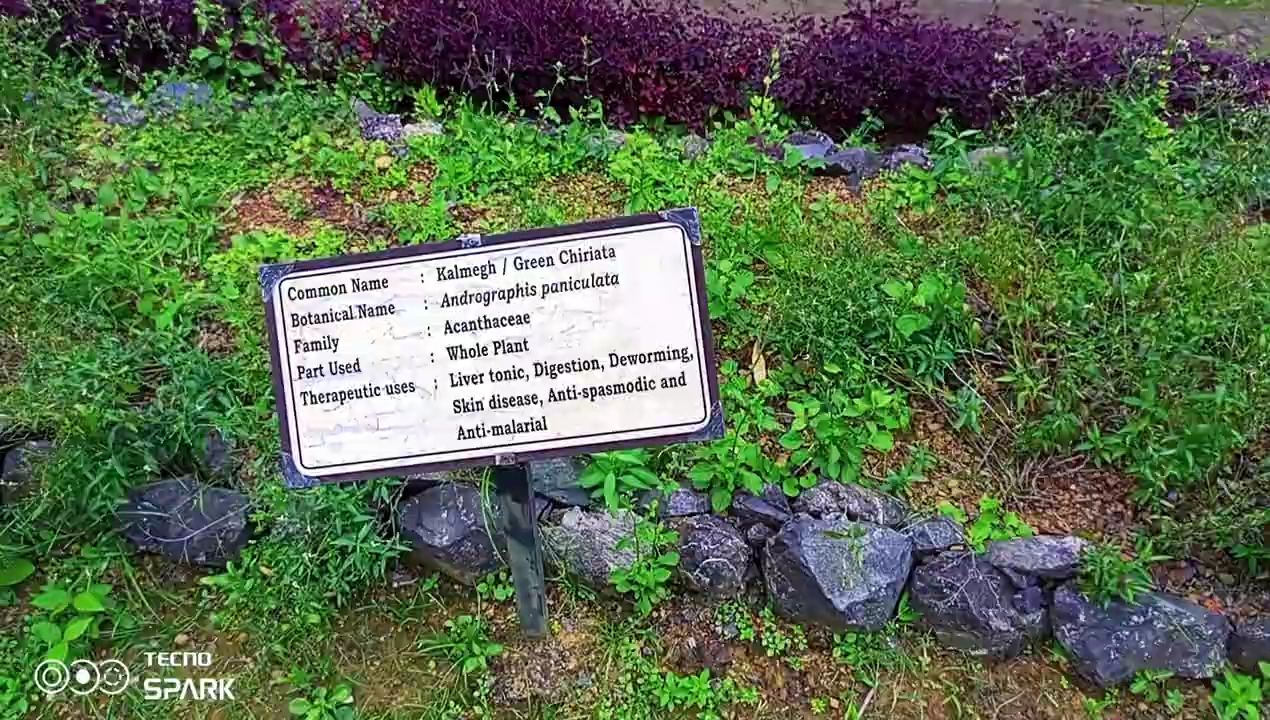 Common Name : Kalmegh / Green Chiriata
Botanical Name : Andrographis paniculata
Family : Acanthaceae
Part Used : Whole Plant
Therapeutic uses : Liver tonic, Digestion, Deworming,
Skin disease, Anti-spasmodic and
Anti-malarial
TECNO
SPARK